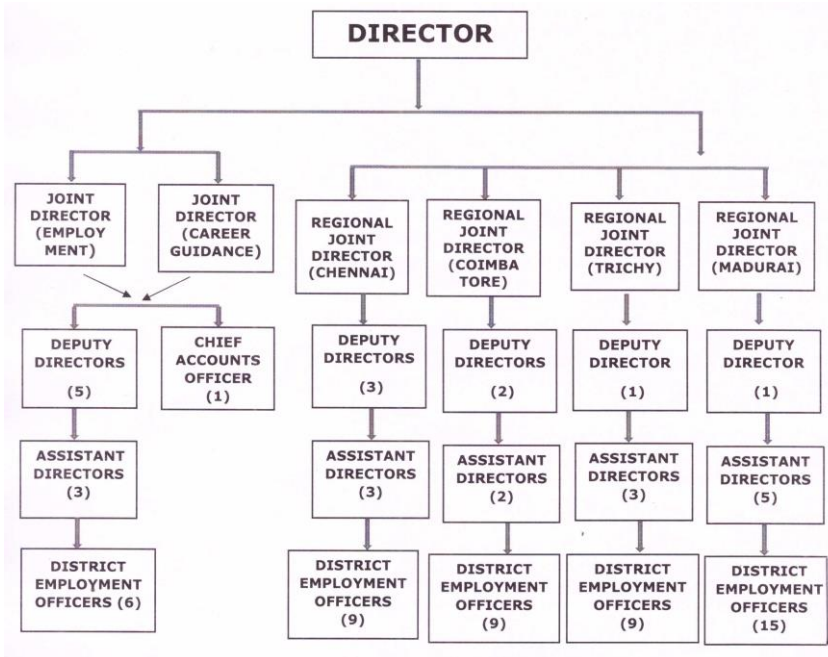 DIRECTOR
JOINT
DIRECTOR
(EMPLOY
MENT)
JOINT
DIRECTOR
(CAREER
GUIDANCE)
REGIONAL
JOINT
DIRECTOR
(CHENNAI)
REGIONAL
JOINT
DIRECTOR
(COIMBA
TORE)
REGIONAL
JOINT
DIRECTOR
(TRICHY)
REGIONAL
JOINT
DIRECTOR
(MADURAI)
DEPUTY
DIRECTORS
(5)
CHIEF
ACCOUNTS
OFFICER
(1)
DEPUTY
DIRECTORS
(3)
DEPUTY
DIRECTORS
(2)
DEPUTY
DIRECTOR
(1)
DEPUTY
DIRECTOR
(1)
ASSISTANT
DIRECTORS
(3)
ASSISTANT
DIRECTORS
(3)
ASSISTANT
DIRECTORS
(2)
ASSISTANT
DIRECTORS
(3)
ASSISTANT
DIRECTORS
(5)
DISTRICT
EMPLOYMENT
OFFICERS (6)
DISTRICT
EMPLOYMENT
OFFICERS
(9)
DISTRICT
EMPLOYMENT
OFFICERS
(9)
DISTRICT
EMPLOYMENT
OFFICERS
(9)
DISTRICT
EMPLOYMENT
OFFICERS
(15)